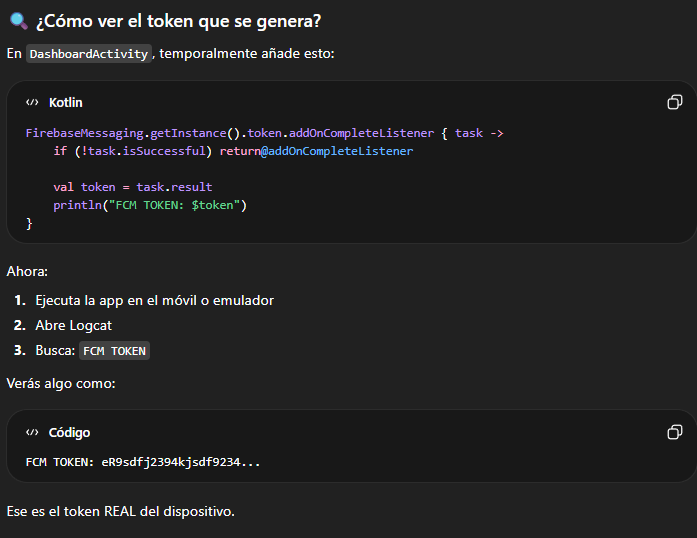 🔍 ¿Cómo ver el token que se genera?
En DashboardActivity, temporalmente añade esto:
</> Kotlin
FirebaseMessaging.getInstance().token.addOnCompleteListener { task ->
    if (!task.isSuccessful) return@addOnCompleteListener
    val token = task.result
    println("FCM TOKEN: $token")
}
Ahora:
1. Ejecuta la app en el móvil o emulador
2. Abre Logcat
3. Busca: FCM TOKEN
Verás algo como:
</> Código
FCM TOKEN: eR9sdfj2394kjsdf9234...
Ese es el token REAL del dispositivo.